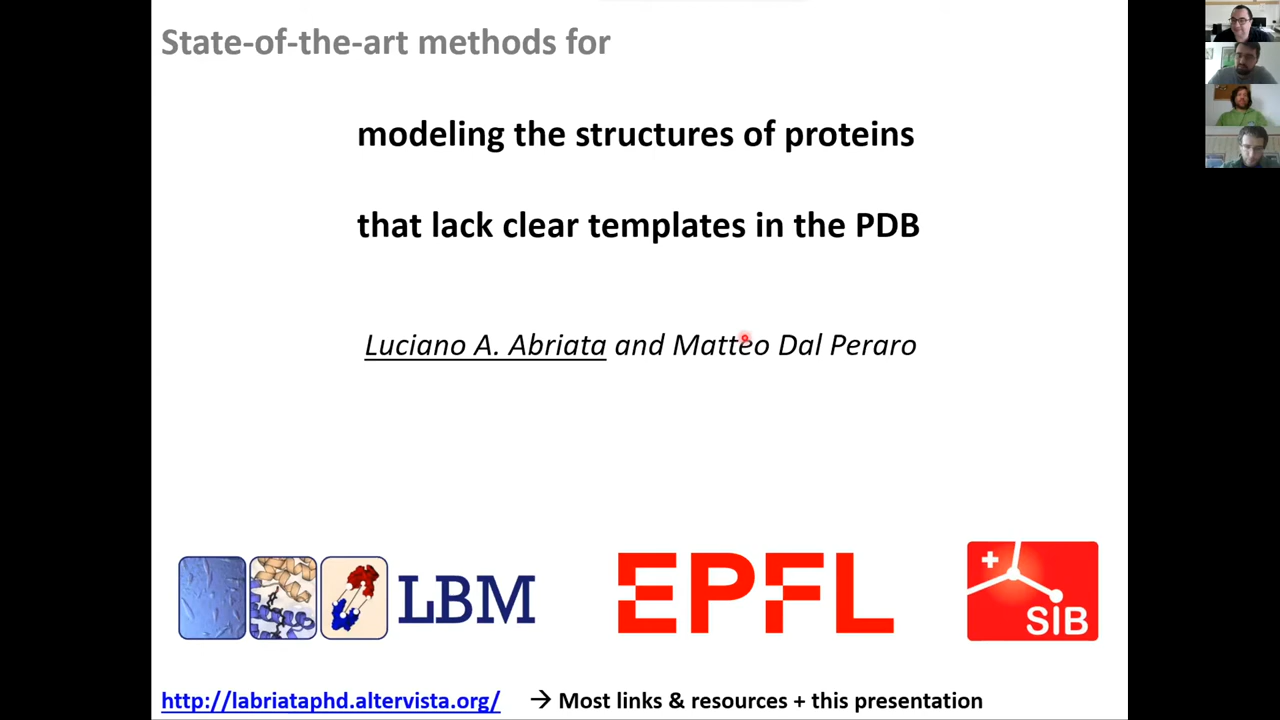 State-of-the-art methods for
modeling the structures of proteins
that lack clear templates in the PDB
Luciano A. Abriata and Matteo Dal Peraro
LBM
EPFL
SIB
http://labriataphd.altervista.org/ → Most links & resources + this presentation